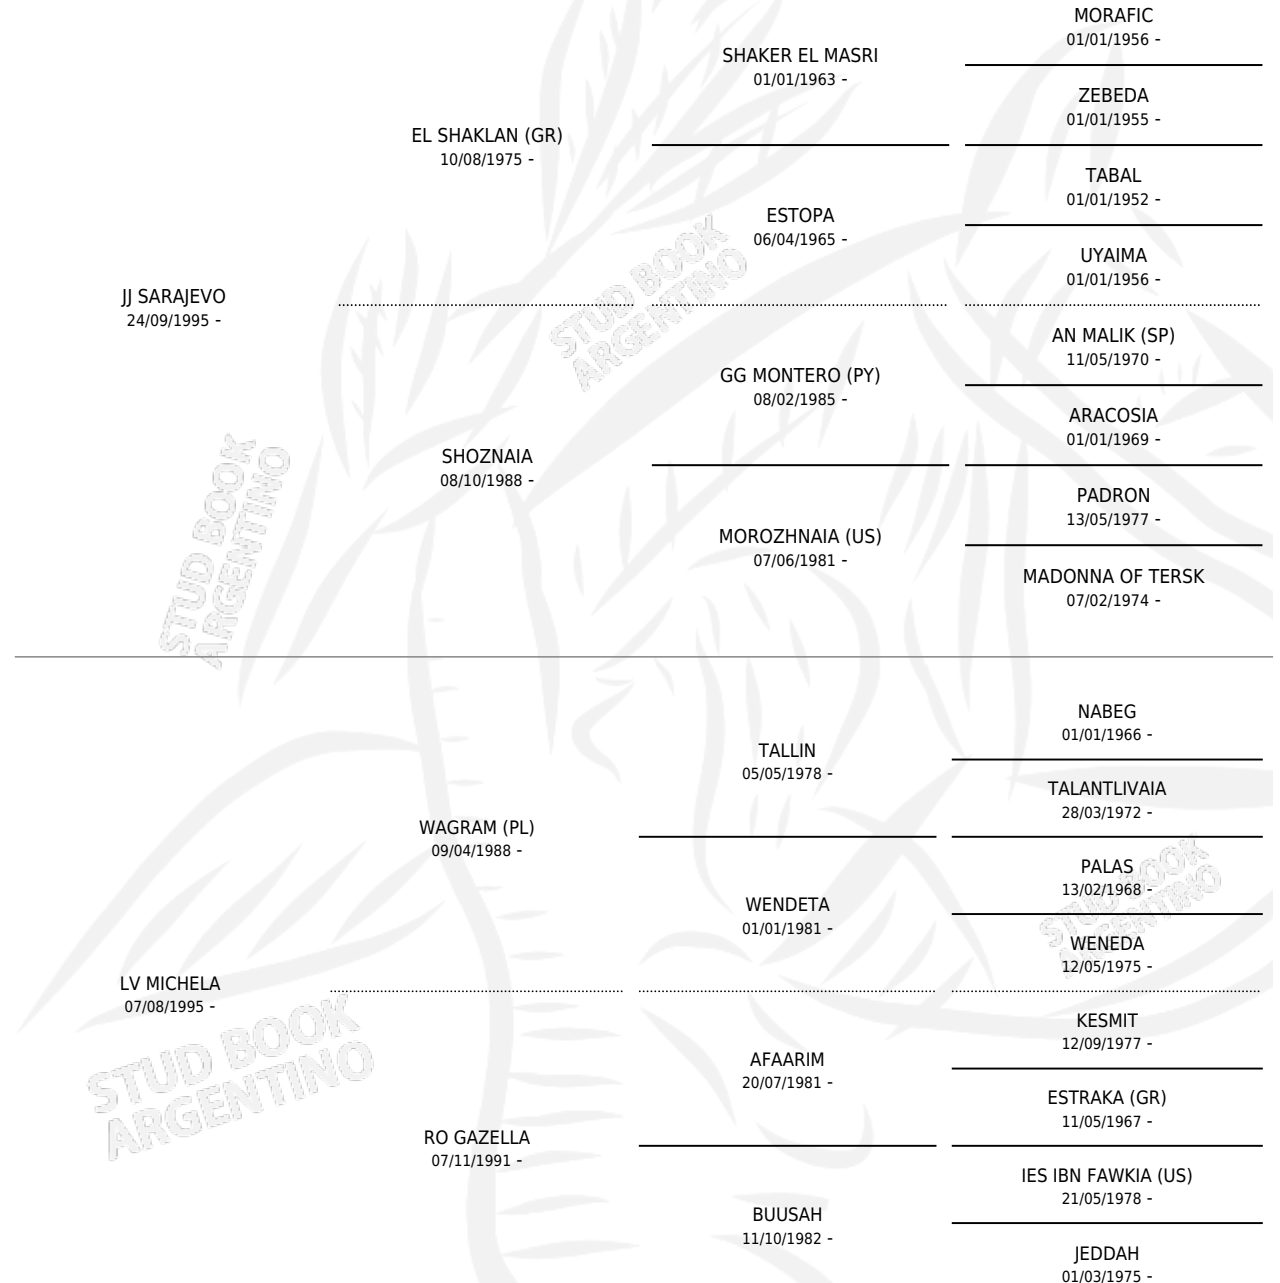 MORAFIC
01/01/1956 -
SHAKER EL MASRI
01/01/1963 -
ZEBEDA
01/01/1955 -
EL SHAKLAN (GR)
10/08/1975 -
TABAL
01/01/1952 -
ESTOPA
06/04/1965 -
UYAIMA
01/01/1956 -
JJ SARAJEVO
24/09/1995 -
AN MALIK (SP)
11/05/1970 -
GG MONTERO (PY)
08/02/1985 -
ARACOSIA
01/01/1969 -
SHOZNAIA
08/10/1988 -
PADRON
13/05/1977 -
MOROZHNAIA (US)
07/06/1981 -
MADONNA OF TERSK
07/02/1974 -
NABEG
01/01/1966 -
TALLIN
05/05/1978 -
TALANTLIVAIA
28/03/1972 -
WAGRAM (PL)
09/04/1988 -
PALAS
13/02/1968 -
WENDETA
01/01/1981 -
WENEDA
12/05/1975 -
LV MICHELA
07/08/1995 -
KESMIT
12/09/1977 -
AFAARIM
20/07/1981 -
ESTRAKA (GR)
11/05/1967 -
RO GAZELLA
07/11/1991 -
IES IBN FAWKIA (US)
21/05/1978 -
BUUSAH
11/10/1982 -
JEDDAH
01/03/1975 -
STUD BOOK
ARGENTINO
STUD BOOK
ARGENTINO
STUD BOOK
ARGENTINO
STUD BOOK
ARGENTINO